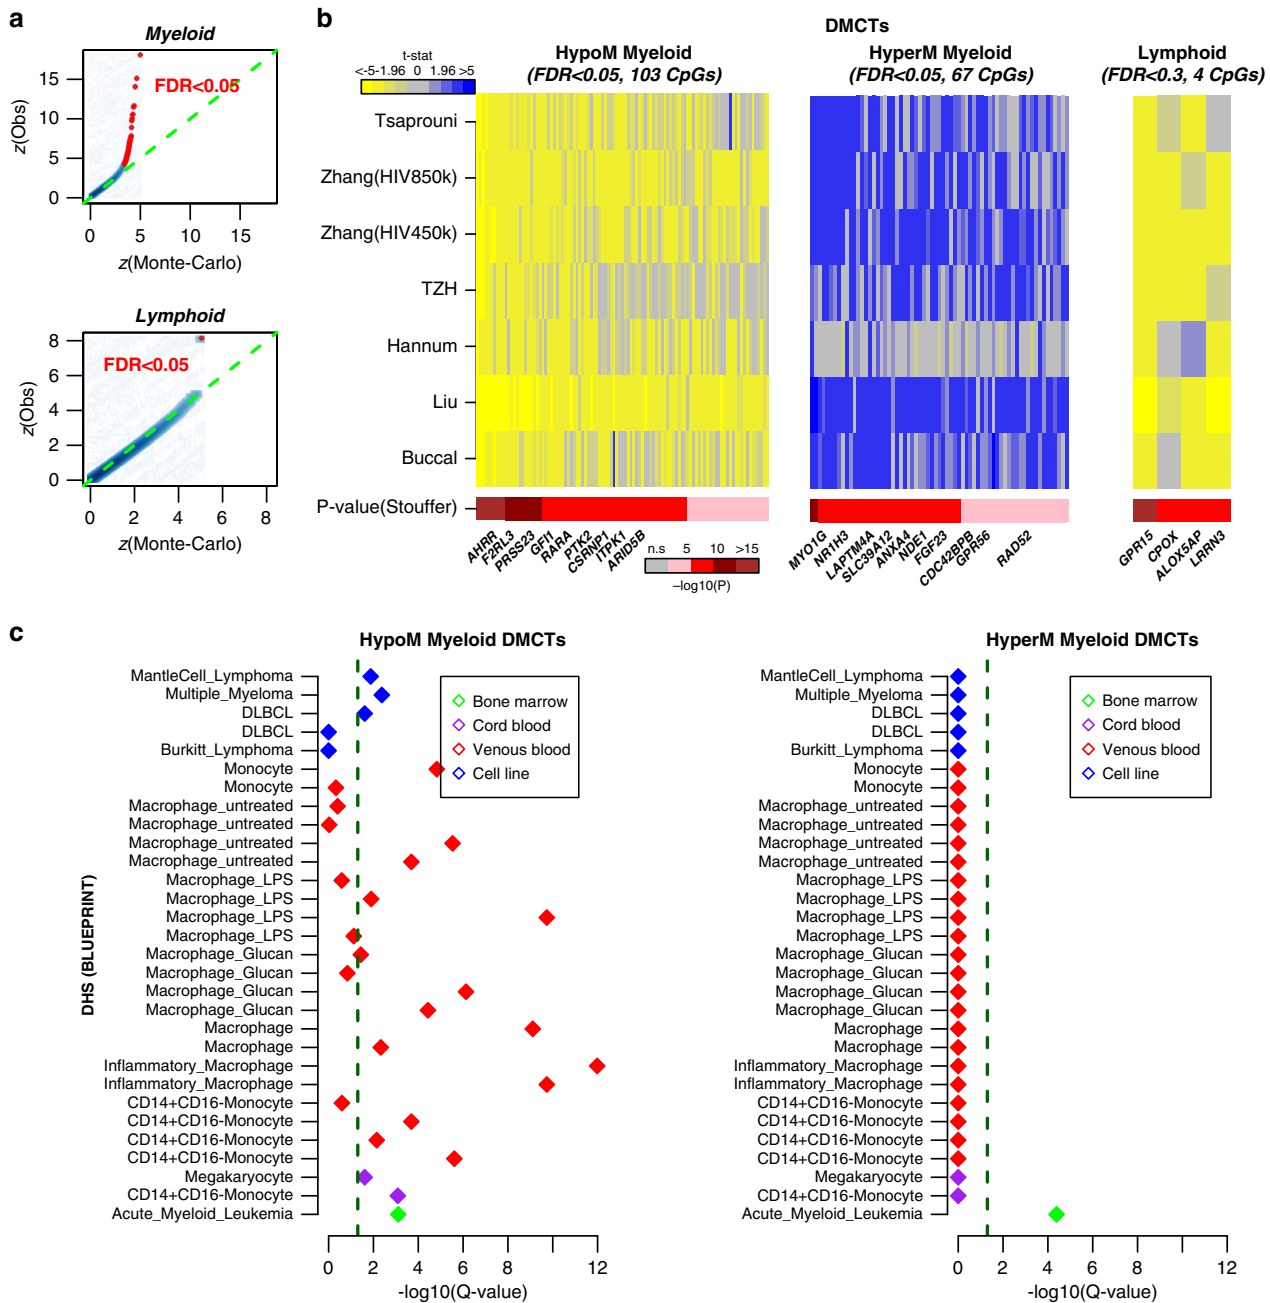 a
Myeloid
FDR<0.05
z(Obs)
15
10
5
0
0 5 10 15
z(Monte-Carlo)
Lymphoid
FDR<0.05
z(Obs)
8
6
4
2
0
0 2 4 6 8
z(Monte-Carlo)
b
DMCTs
t-stat
<-5-1.96 0 1.96 >5
HypoM Myeloid
(FDR<0.05, 103 CpGs)
HyperM Myeloid
(FDR<0.05, 67 CpGs)
Lymphoid
(FDR<0.3, 4 CpGs)
Tsaprouni
Zhang(HIV850k)
Zhang(HIV450k)
TZH
Hannum
Liu
Buccal
P-value(Stouffer)
AHRR
F2RL3
PRSS23
GFI1
RARA
PTK2
CSRNP1
ITPK1
ARID5B
MYO1G
NR1H3
LAPTM4A
SLC39A12
ANXA4
NDE1
FGF23
CDC42BPB
GPR56
RAD52
GPR15
CPOX
ALOX5AP
LRRN3
n.s 5 10 >15
−log10(P)
c
HypoM Myeloid DMCTs
DHS (BLUEPRINT)
MantleCell_Lymphoma
Multiple_Myeloma
DLBCL
DLBCL
Burkitt_Lymphoma
Monocyte
Monocyte
Macrophage_untreated
Macrophage_untreated
Macrophage_untreated
Macrophage_untreated
Macrophage_LPS
Macrophage_LPS
Macrophage_LPS
Macrophage_LPS
Macrophage_Glucan
Macrophage_Glucan
Macrophage_Glucan
Macrophage_Glucan
Macrophage
Macrophage
Inflammatory_Macrophage
Inflammatory_Macrophage
CD14+CD16-Monocyte
CD14+CD16-Monocyte
CD14+CD16-Monocyte
CD14+CD16-Monocyte
Megakaryocyte
CD14+CD16-Monocyte
Acute_Myeloid_Leukemia
Bone marrow
Cord blood
Venous blood
Cell line
0 2 4 6 8 12
-log10(Q-value)
HyperM Myeloid DMCTs
MantleCell_Lymphoma
Multiple_Myeloma
DLBCL
DLBCL
Burkitt_Lymphoma
Monocyte
Monocyte
Macrophage_untreated
Macrophage_untreated
Macrophage_untreated
Macrophage_untreated
Macrophage_LPS
Macrophage_LPS
Macrophage_LPS
Macrophage_LPS
Macrophage_Glucan
Macrophage_Glucan
Macrophage_Glucan
Macrophage_Glucan
Macrophage
Macrophage
Inflammatory_Macrophage
Inflammatory_Macrophage
CD14+CD16-Monocyte
CD14+CD16-Monocyte
CD14+CD16-Monocyte
CD14+CD16-Monocyte
Megakaryocyte
CD14+CD16-Monocyte
Acute_Myeloid_Leukemia
Bone marrow
Cord blood
Venous blood
Cell line
0 2 4 6 8 12
-log10(Q-value)